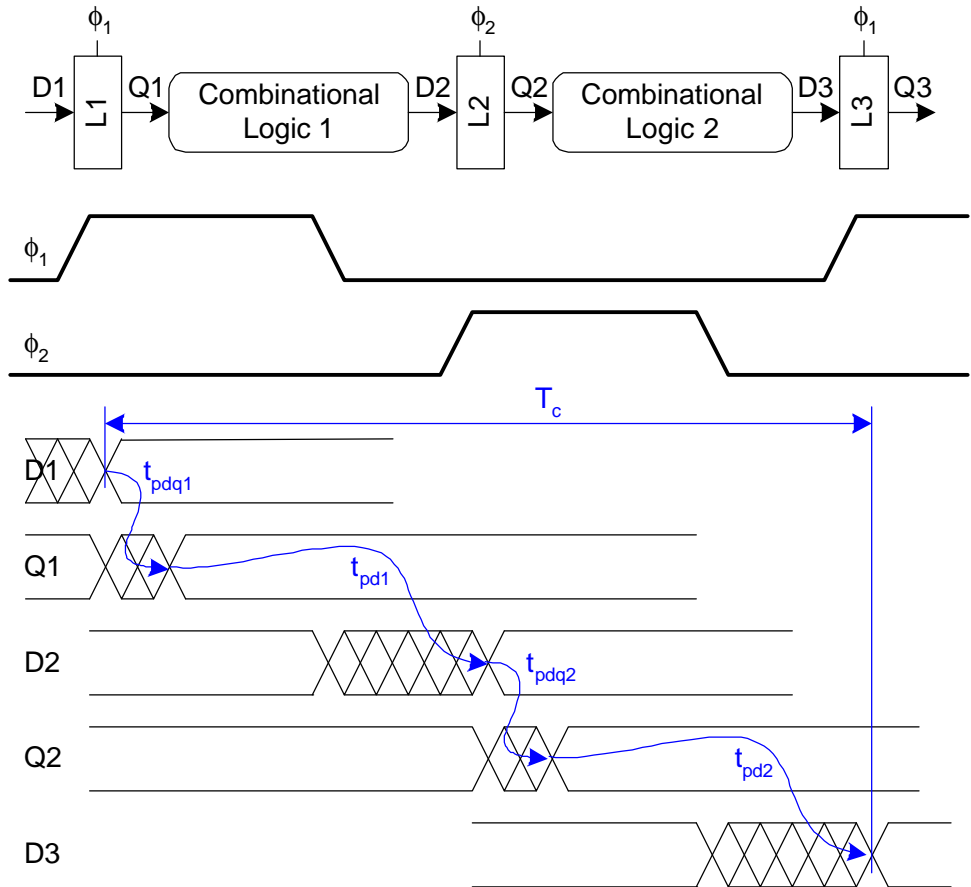 ϕ1 ϕ2 ϕ1
D1 L1 Q1 Combinational Logic 1 D2 L2 Q2 Combinational Logic 2 D3 L3 Q3
ϕ1
ϕ2
Tc
D1
tpdq1
Q1
tpd1
D2
tpdq2
Q2
tpd2
D3